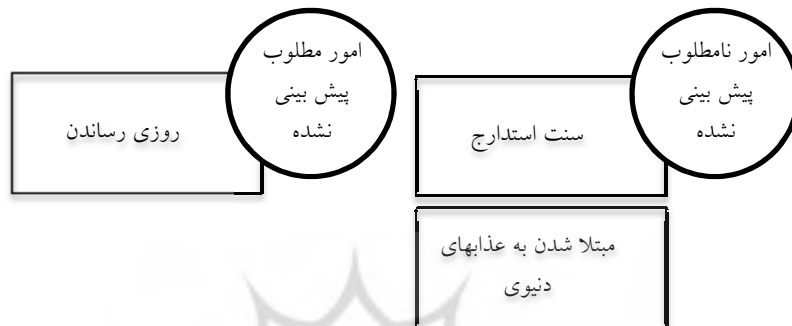 امور نامطلوب
پیش بینی
نشده
سنت استدارج
مبتلا شدن به عذابهای
دنیوی
امور مطلوب
پیش بینی
نشده
روزی رساندن